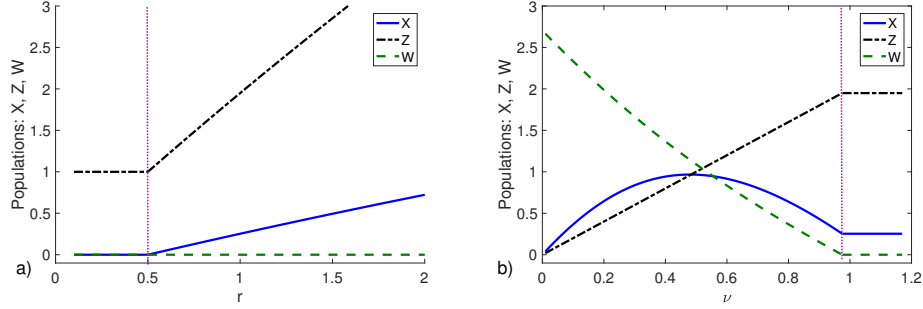 3
2.5
2
1.5
1
0.5
0
Populations: X, Z, W
X
Z
W
a)
0 0.5 1 1.5 2
r
3
2.5
2
1.5
1
0.5
0
Populations: X, Z, W
X
Z
W
b)
0 0.2 0.4 0.6 0.8 1 1.2
ν